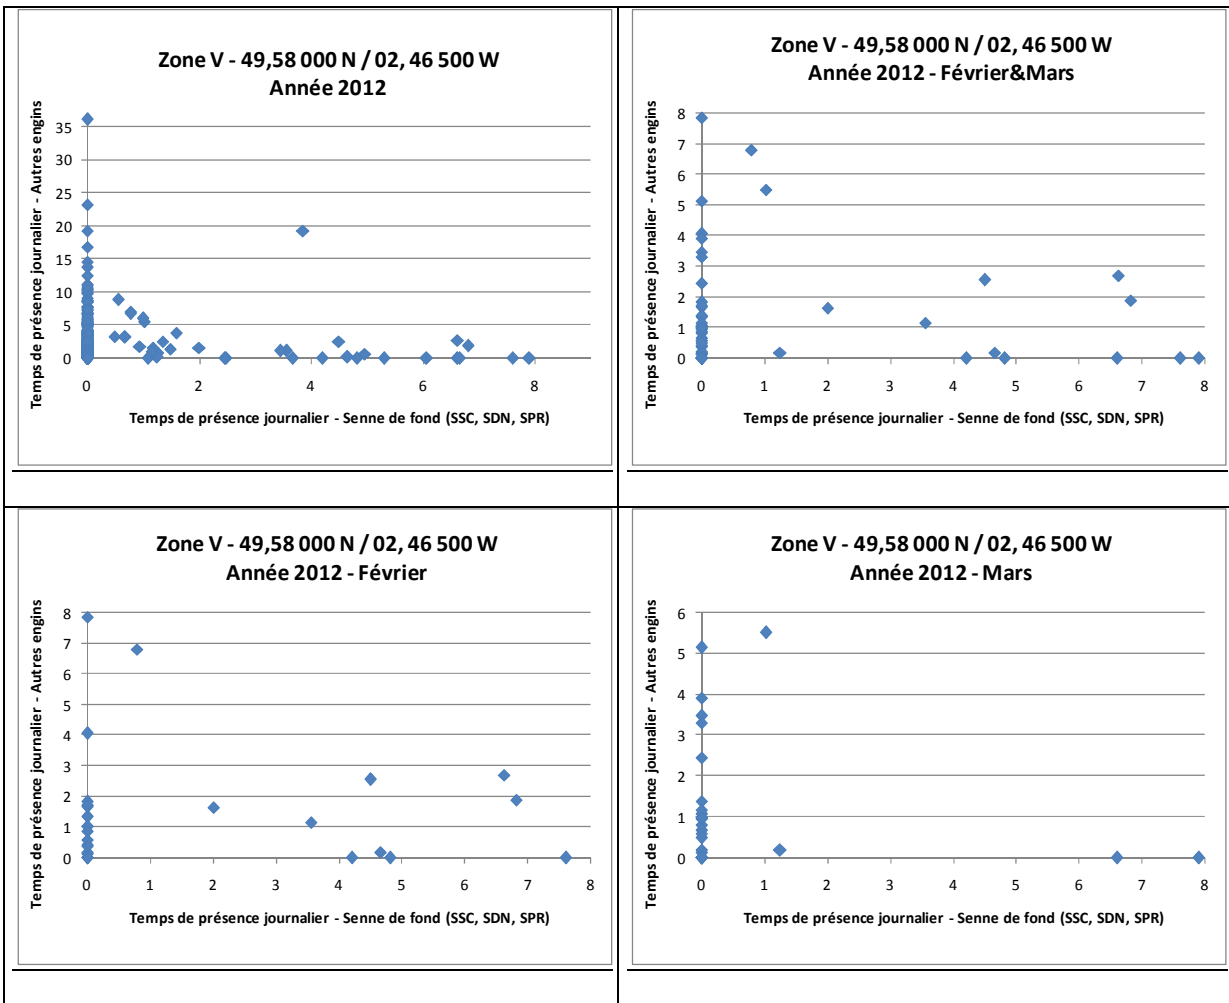 Zone V - 49,58 000 N / 02, 46 500 W
Année 2012
Temps de présence journalier - Autres engins
35
30
25
20
15
10
5
0
0 2 4 6 8
Temps de présence journalier - Senne de fond (SSC, SDN, SPR)
Zone V - 49,58 000 N / 02, 46 500 W
Année 2012 - Février&Mars
Temps de présence journalier - Autres engins
8
7
6
5
4
3
2
1
0
0 1 2 3 4 5 6 7 8
Temps de présence journalier - Senne de fond (SSC, SDN, SPR)
Zone V - 49,58 000 N / 02, 46 500 W
Année 2012 - Février
Temps de présence journalier - Autres engins
8
7
6
5
4
3
2
1
0
0 1 2 3 4 5 6 7 8
Temps de présence journalier - Senne de fond (SSC, SDN, SPR)
Zone V - 49,58 000 N / 02, 46 500 W
Année 2012 - Mars
Temps de présence journalier - Autres engins
6
5
4
3
2
1
0
0 1 2 3 4 5 6 7 8
Temps de présence journalier - Senne de fond (SSC, SDN, SPR)